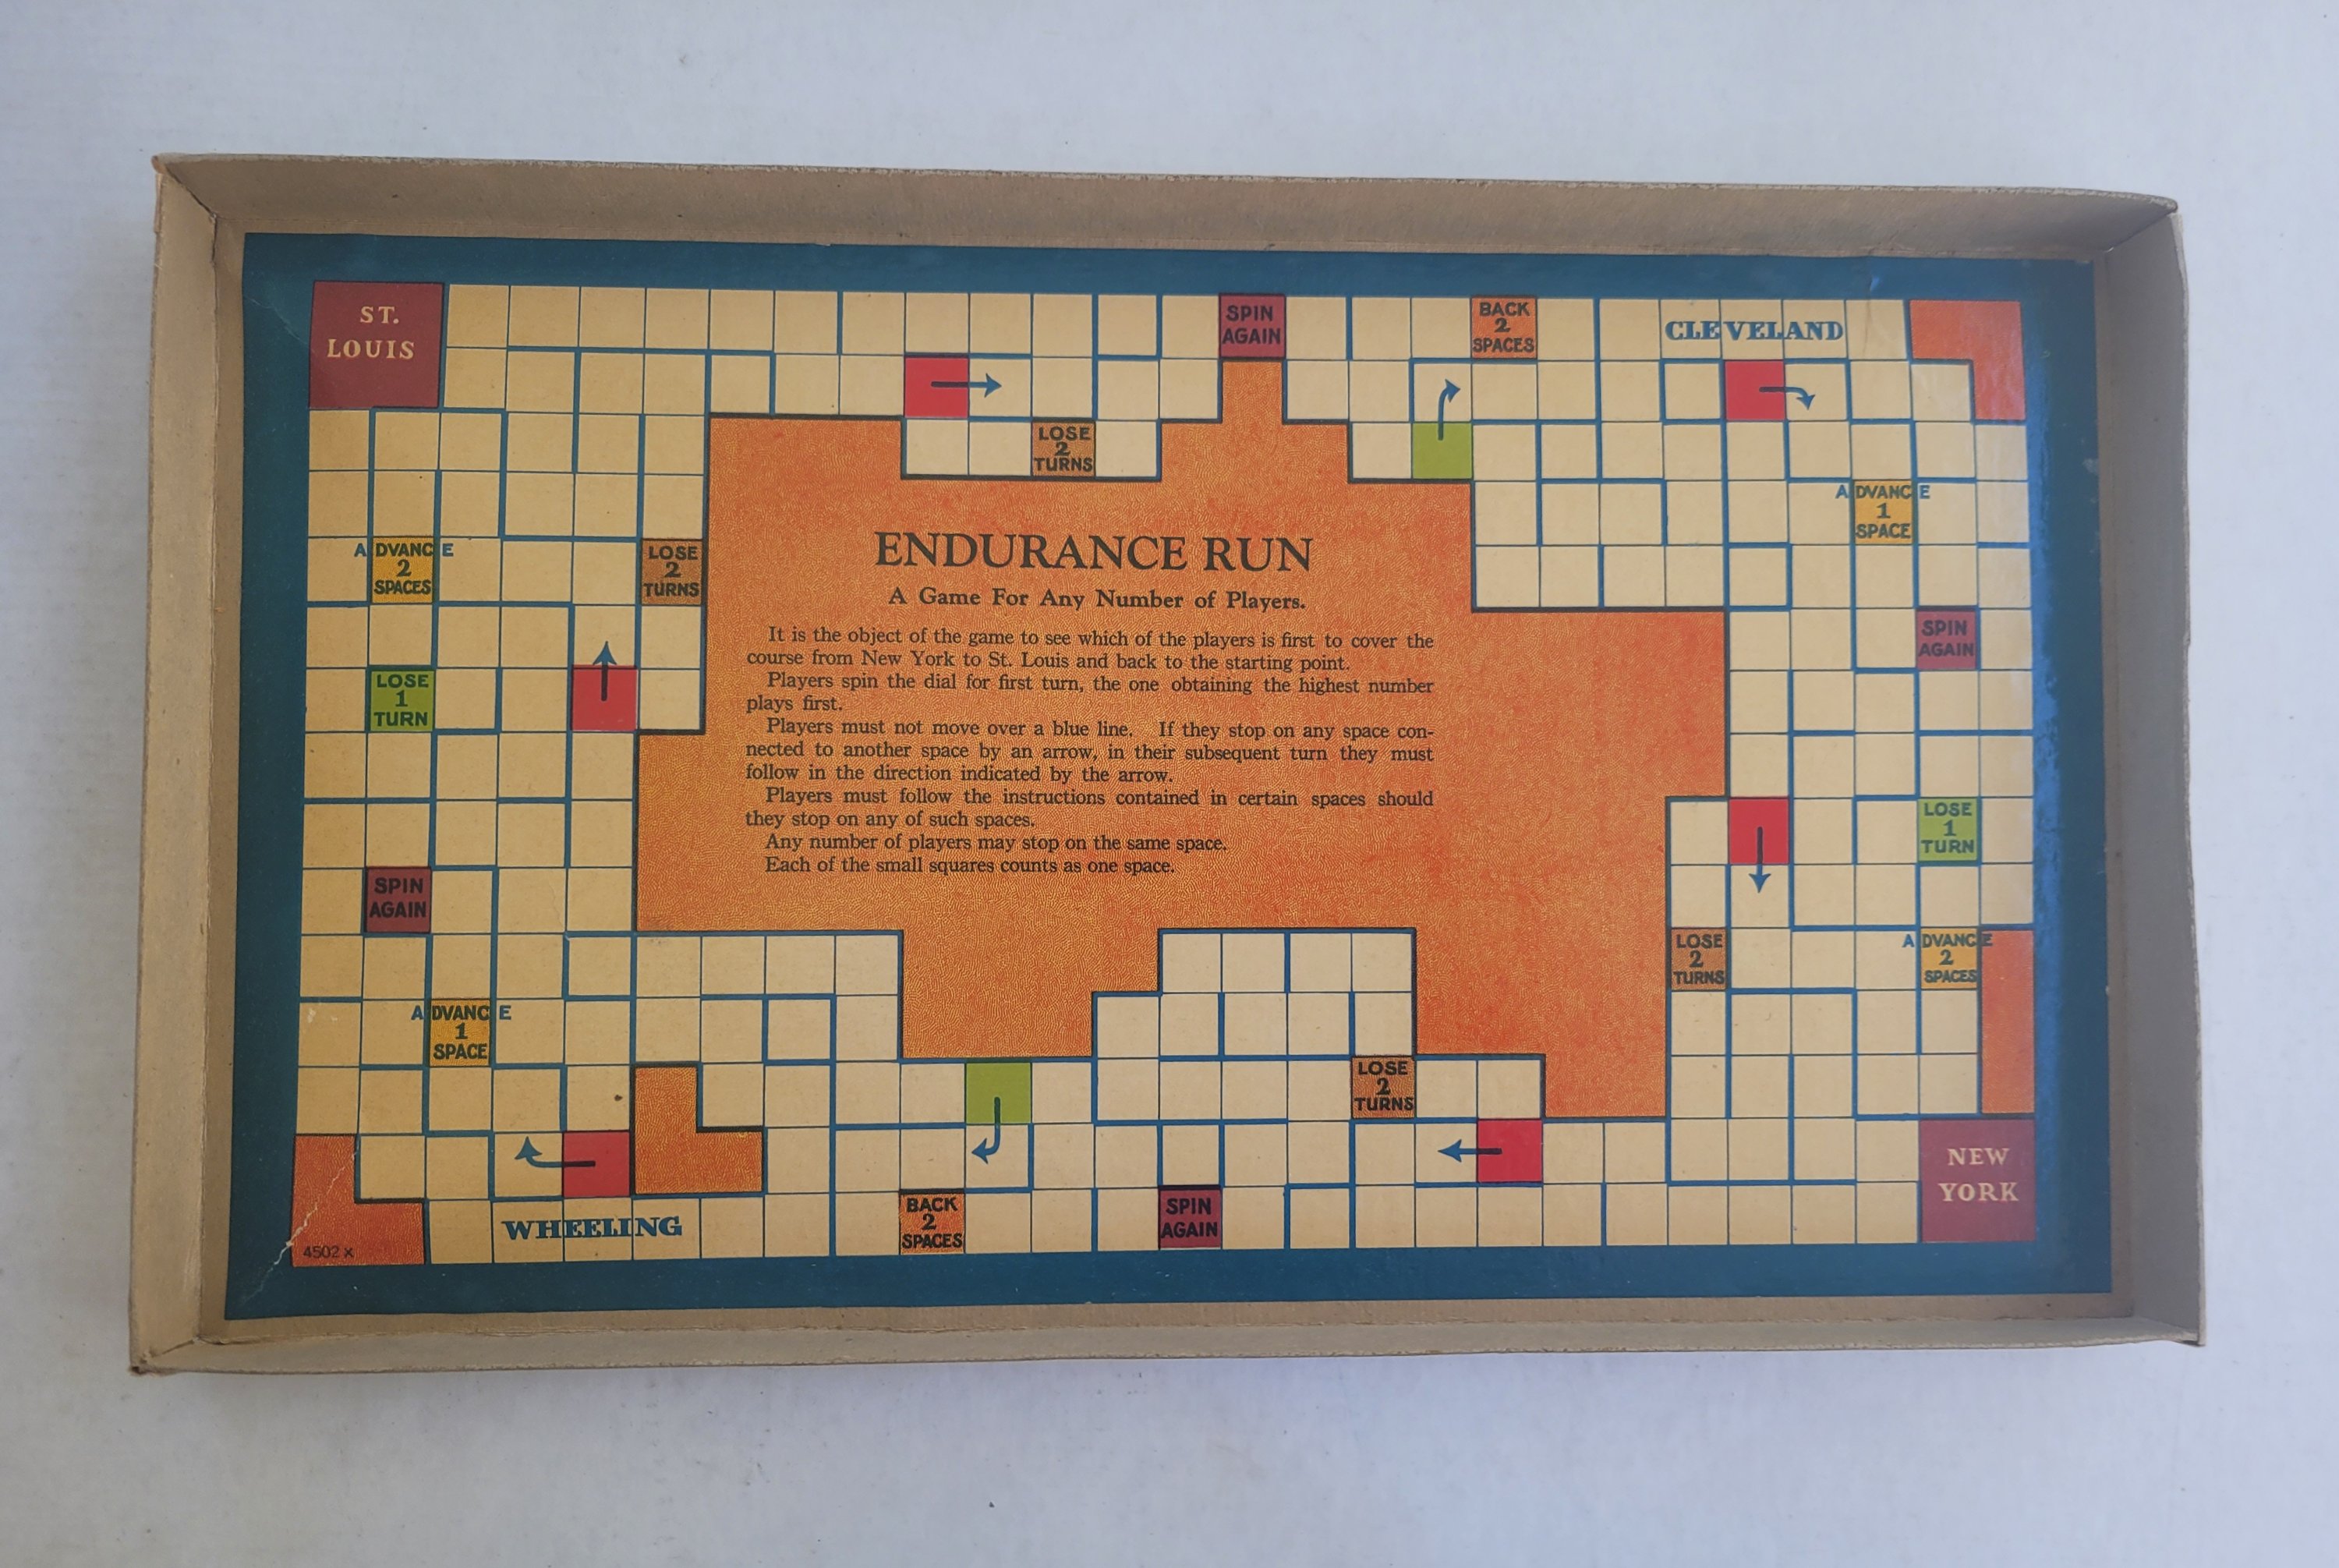 ST.
LOUIS
SPIN
AGAIN
BACK
2
SPACES
CLEVELAND
LOSE
2
TURNS
ADVANCE
1
SPACE
ADVANCE
2
SPACES
LOSE
2
TURNS
SPIN
AGAIN
LOSE
1
TURN
ENDURANCE RUN
A Game For Any Number of Players.
It is the object of the game to see which of the players is first to cover the
course from New York to St. Louis and back to the starting point.
Players spin the dial for first turn, the one obtaining the highest number
plays first.
Players must not move over a blue line. If they stop on any space con-
nected to another space by an arrow, in their subsequent turn they must
follow in the direction indicated by the arrow.
Players must follow the instructions contained in certain spaces should
they stop on any of such spaces.
Any number of players may stop on the same space.
Each of the small squares counts as one space.
LOSE
1
TURN
SPIN
AGAIN
LOSE
2
TURNS
ADVANCE
2
SPACES
ADVANCE
1
SPACE
LOSE
2
TURNS
NEW
YORK
WHEELING
BACK
2
SPACES
SPIN
AGAIN
4502 x